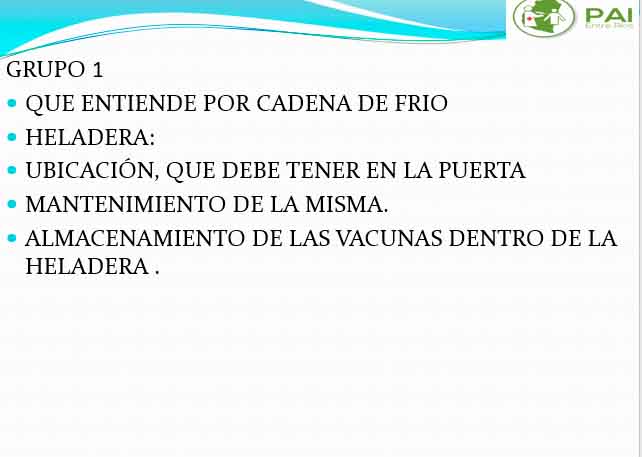 PAI
Entre Ríos
GRUPO 1
QUE ENTIENDE POR CADENA DE FRIO
HELADERA:
UBICACIÓN, QUE DEBE TENER EN LA PUERTA
MANTENIMIENTO DE LA MISMA.
ALMACENAMIENTO DE LAS VACUNAS DENTRO DE LA
HELADERA .